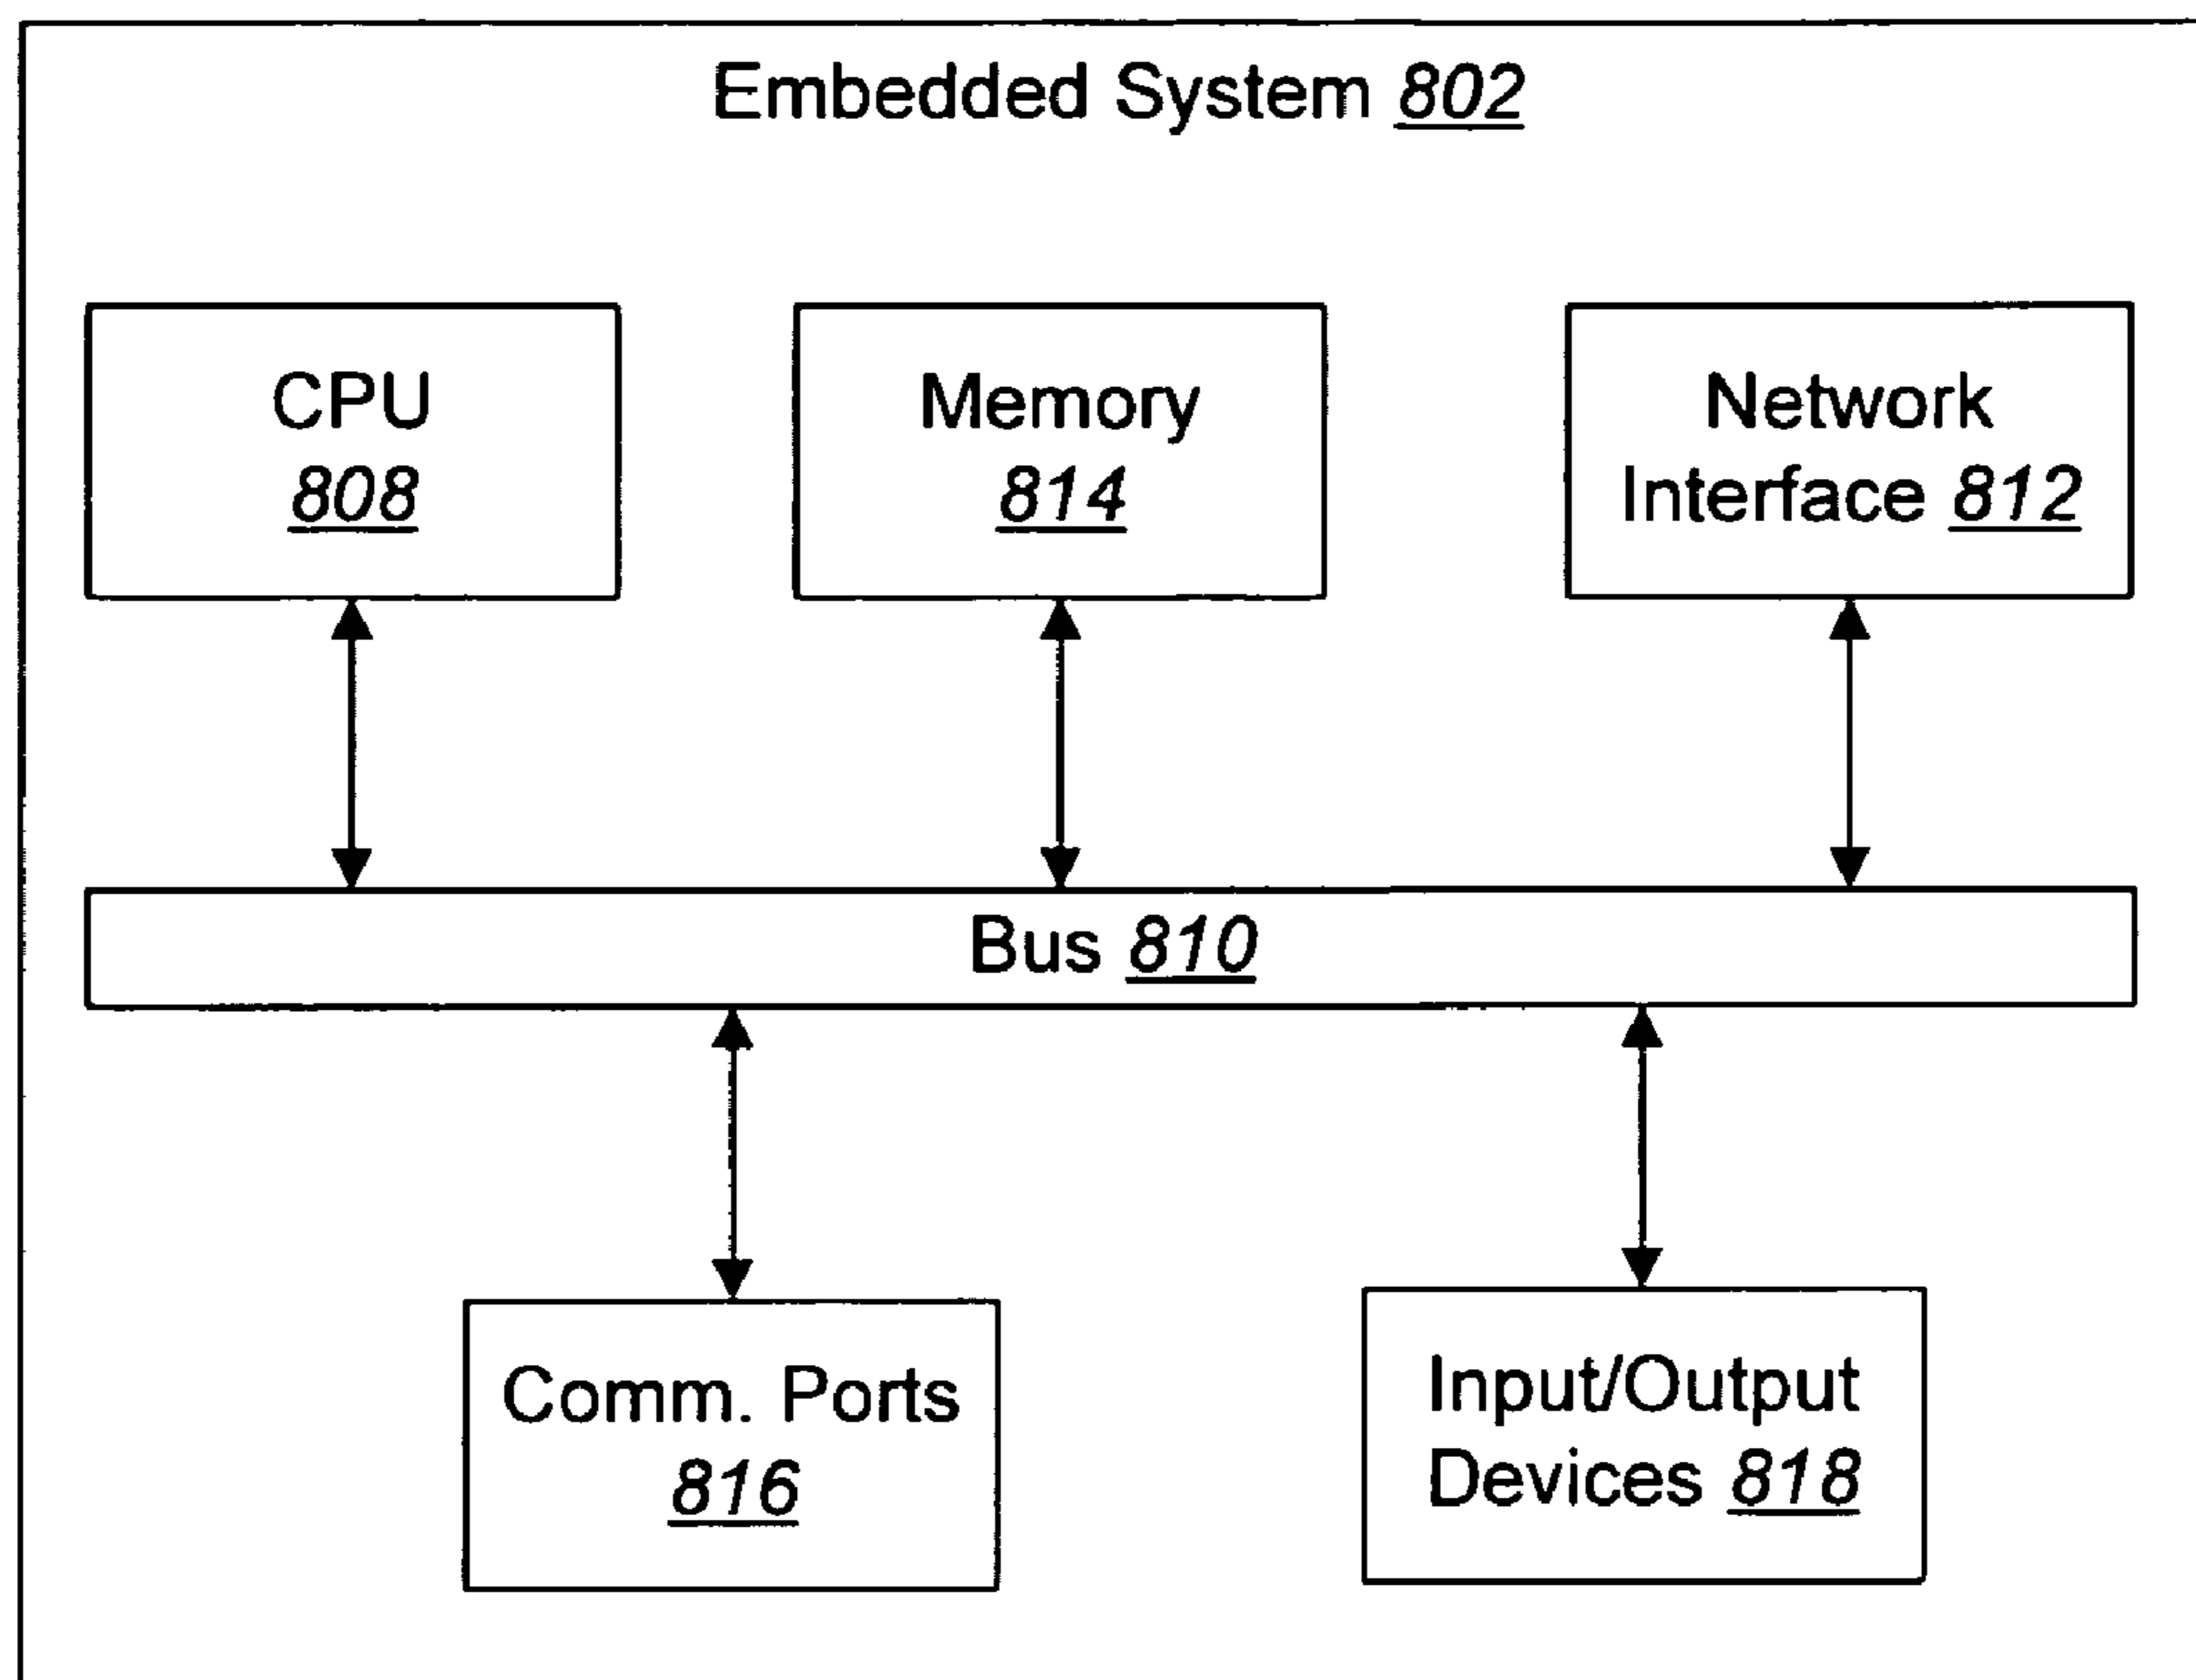 Embedded System 802
CPU
808
Memory
814
Network
Interface 812
Bus 810
Comm. Ports
816
Input/Output
Devices 818